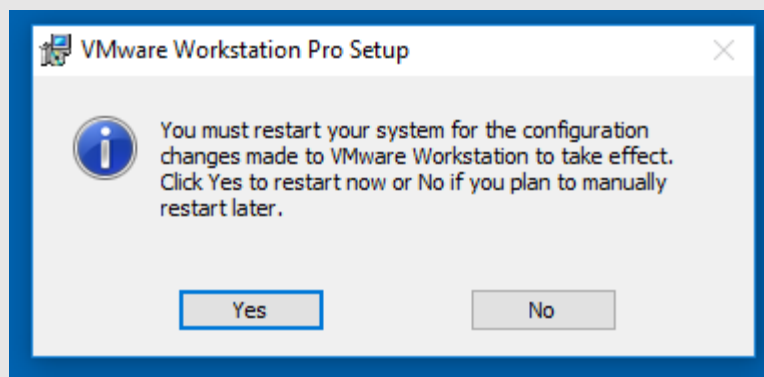 VMware Workstation Pro Setup
You must restart your system for the configuration
changes made to VMware Workstation to take effect.
Click Yes to restart now or No if you plan to manually
restart later.
Yes No